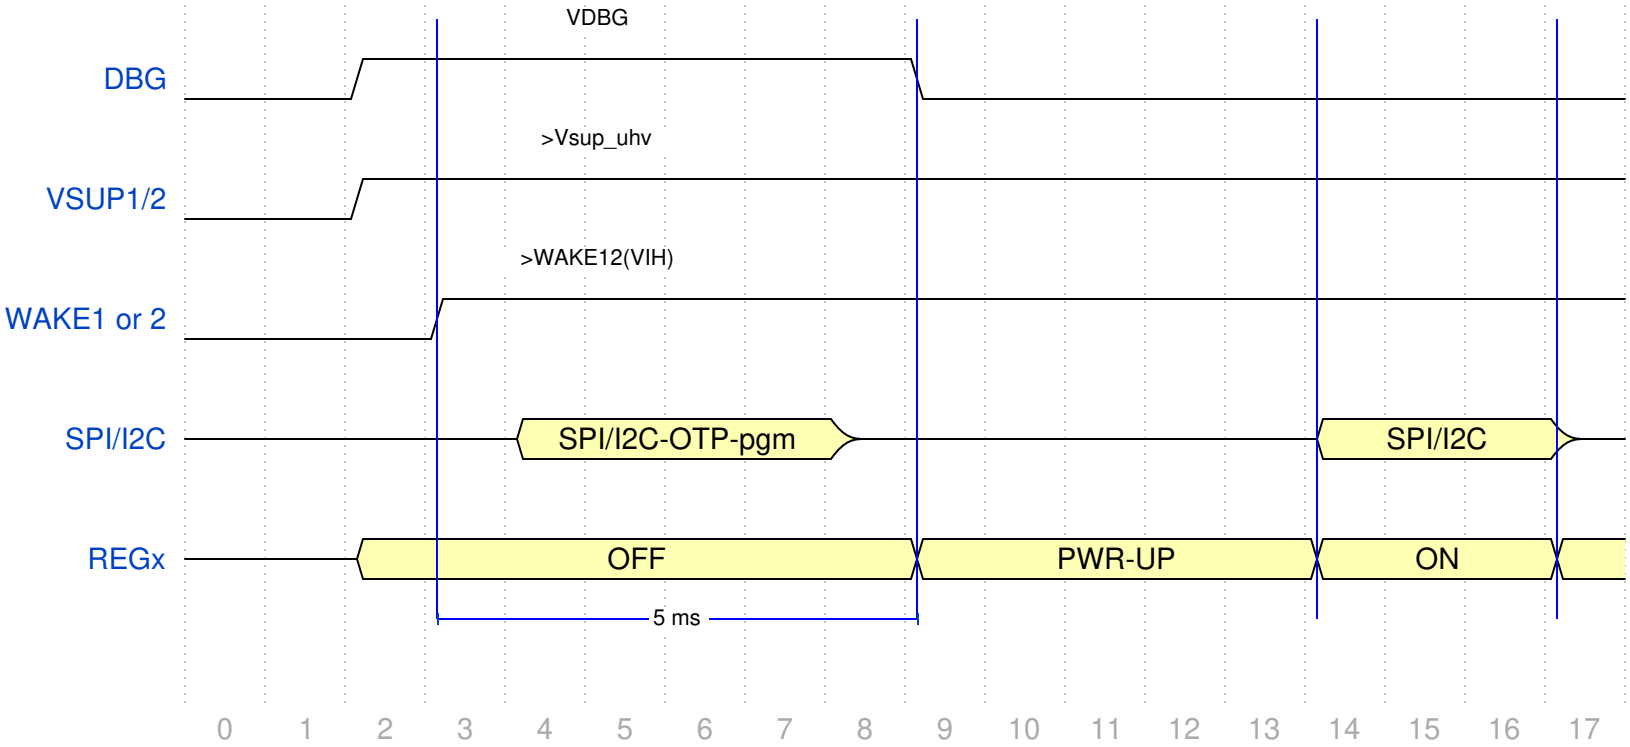 VDBG
DBG
>Vsup_uhv
VSUP1/2
>WAKE12(VIH)
WAKE1 or 2
SPI/I2C SPI/I2C-OTP-pgm SPI/I2C
REGx OFF PWR-UP ON
5 ms
0 1 2 3 4 5 6 7 8 9 10 11 12 13 14 15 16 17